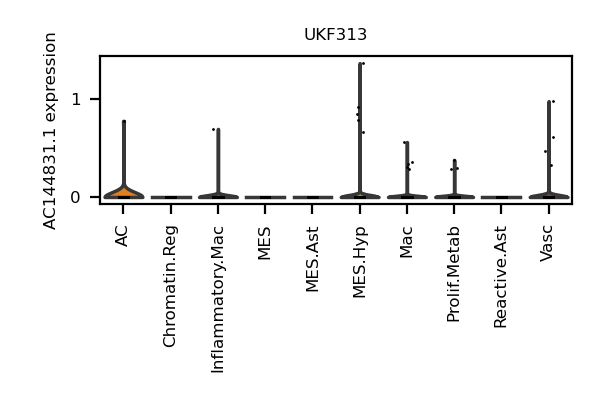 UKF313
AC144831.1 expression
1
0
AC
Chromatin.Reg
Inflammatory.Mac
MES
MES.Ast
MES.Hyp
Mac
Prolif.Metab
Reactive.Ast
Vasc